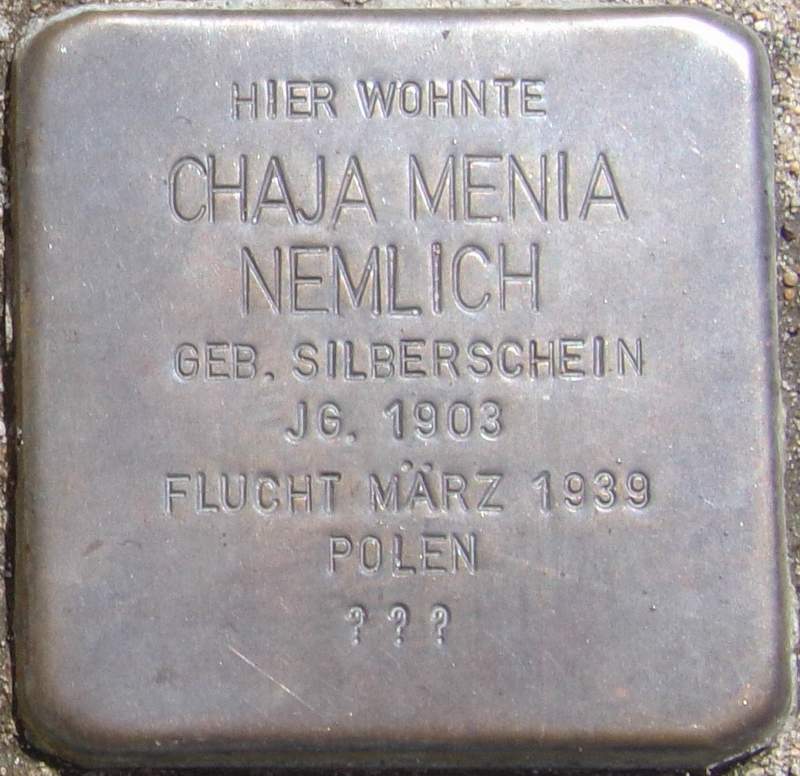 HIER WOHNTE
CHAJA MENIA
NEMLICH
GEB. SILBERSCHEIN
JG. 1903
FLUCHT MÄRZ 1939
POLEN
???